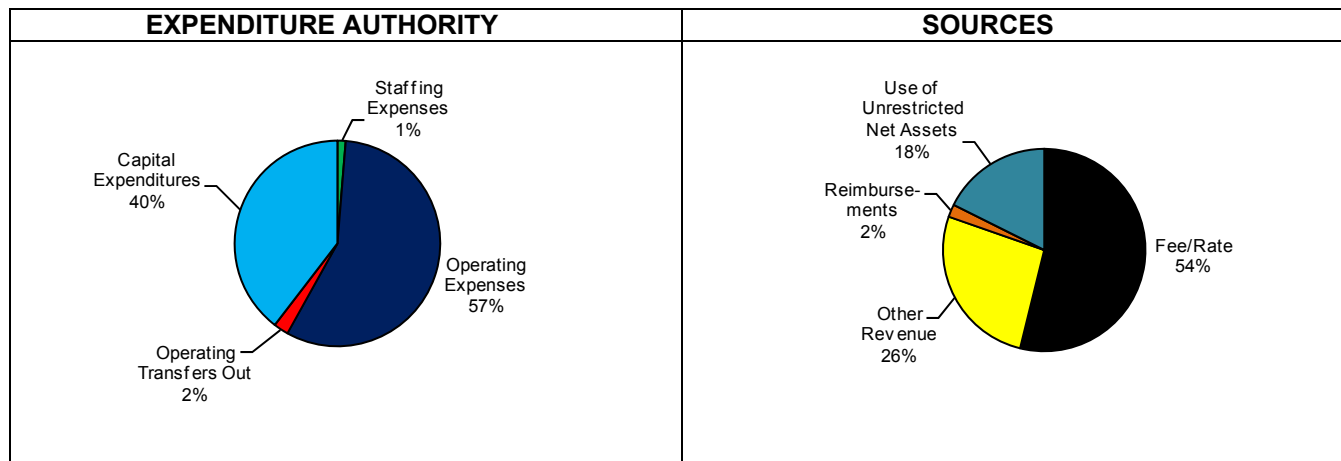 EXPENDITURE AUTHORITY
SOURCES
Staffing
Expenses
1%
Capital
Expenditures
40%
Operating
Expenses
57%
Operating
Transfers Out
2%
Use of
Unrestricted
Net Assets
18%
Reimburse-
ments
2%
Fee/Rate
54%
Other
Revenue
26%